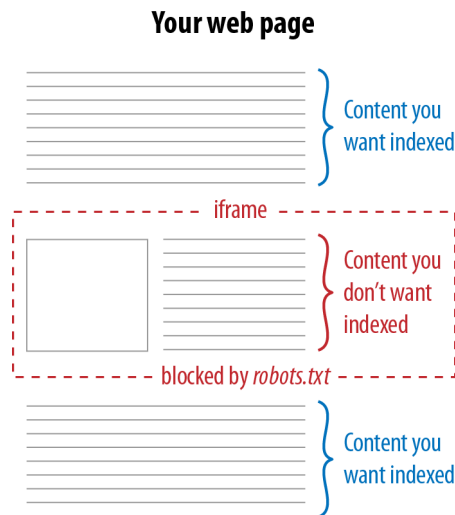 Your web page
Content you
want indexed
iframe
Content you
don't want
indexed
blocked by robots.txt
Content you
want indexed